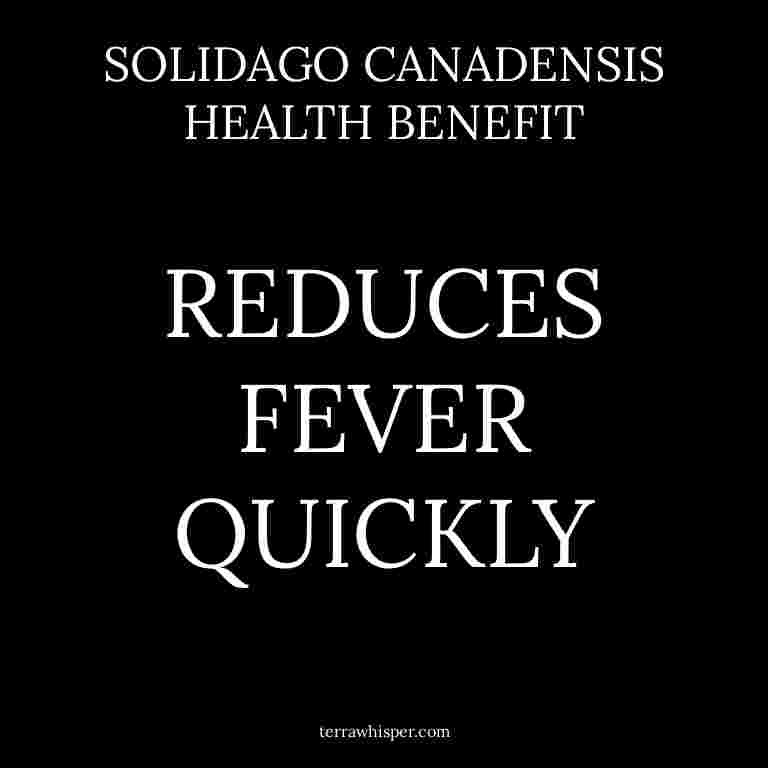 SOLIDAGO CANADENSIS
HEALTH BENEFIT
REDUCES
FEVER
QUICKLY
terrawhisper.com